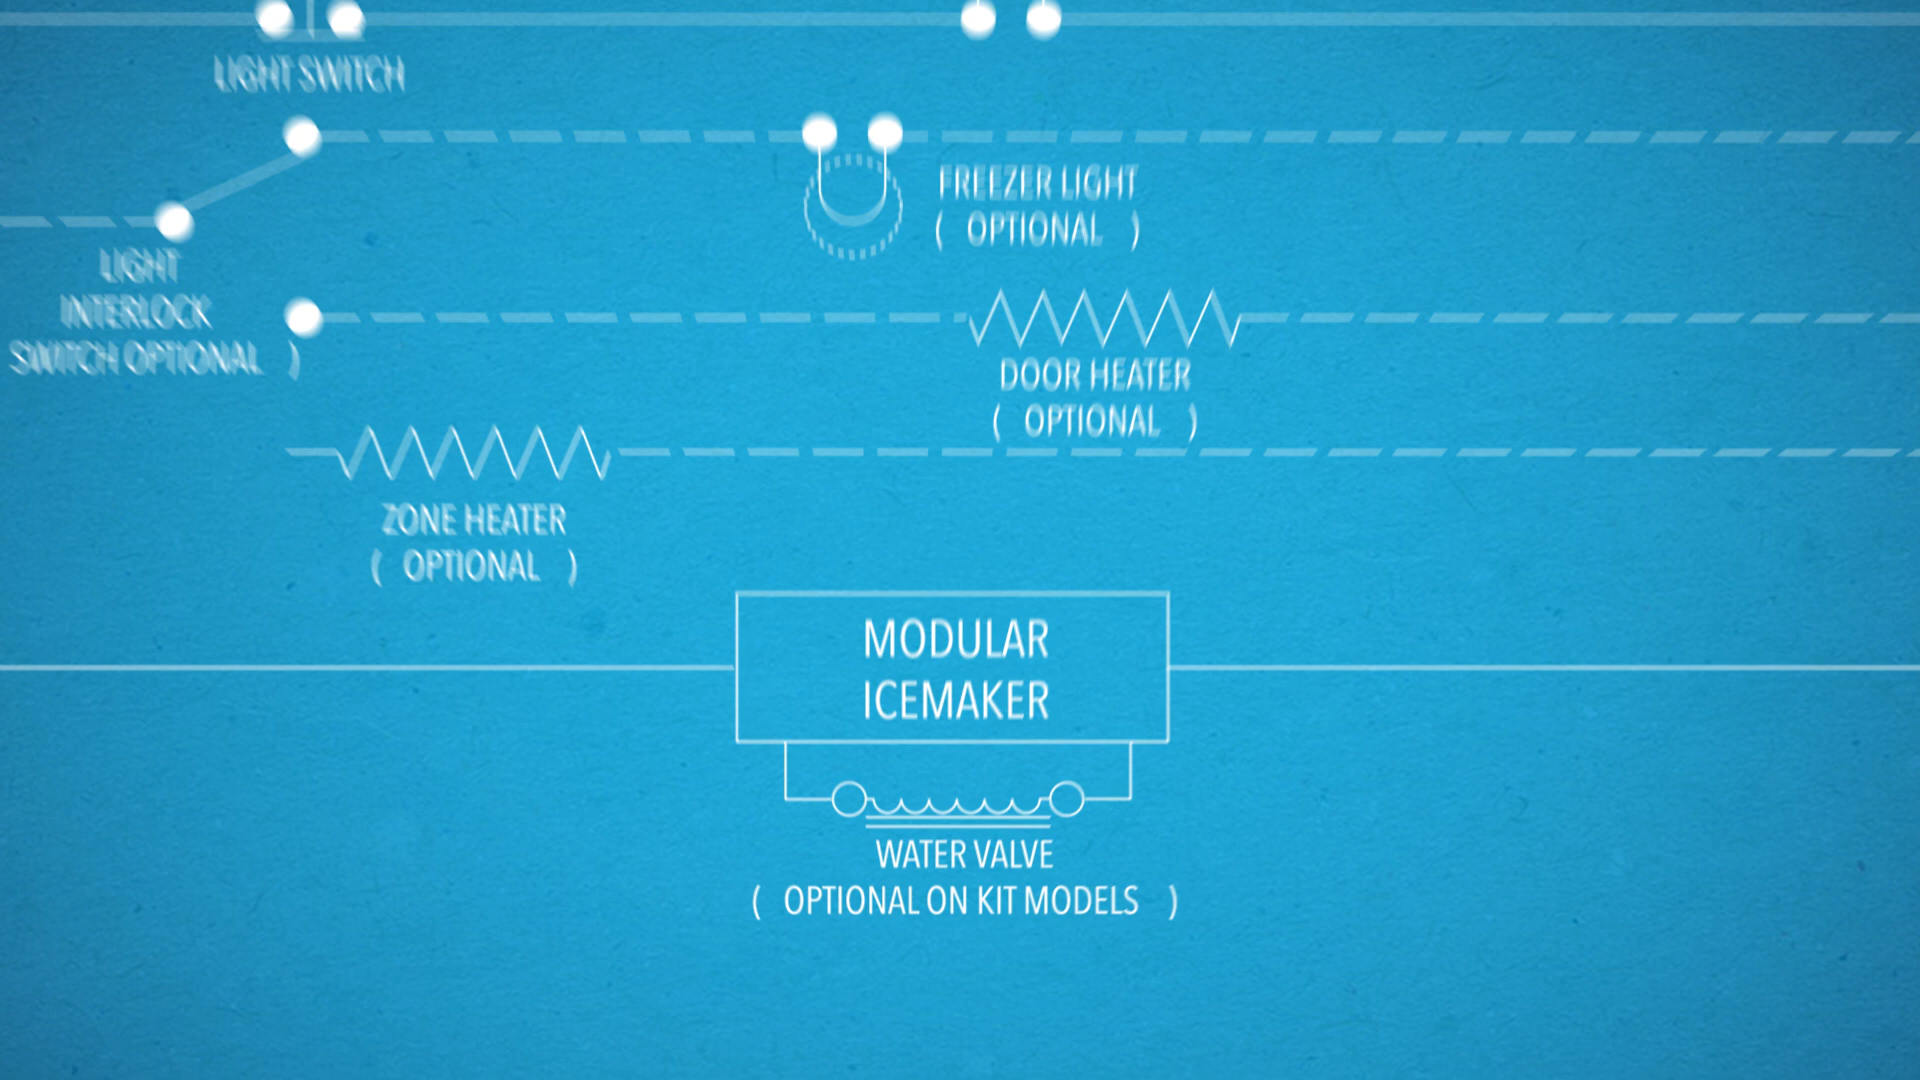 LIGHT SWITCH
FREEZER LIGHT
( OPTIONAL )
LIGHT
INTERLOCK
SWITCH OPTIONAL )
DOOR HEATER
( OPTIONAL )
ZONE HEATER
( OPTIONAL )
MODULAR
ICEMAKER
WATER VALVE
( OPTIONAL ON KIT MODELS )